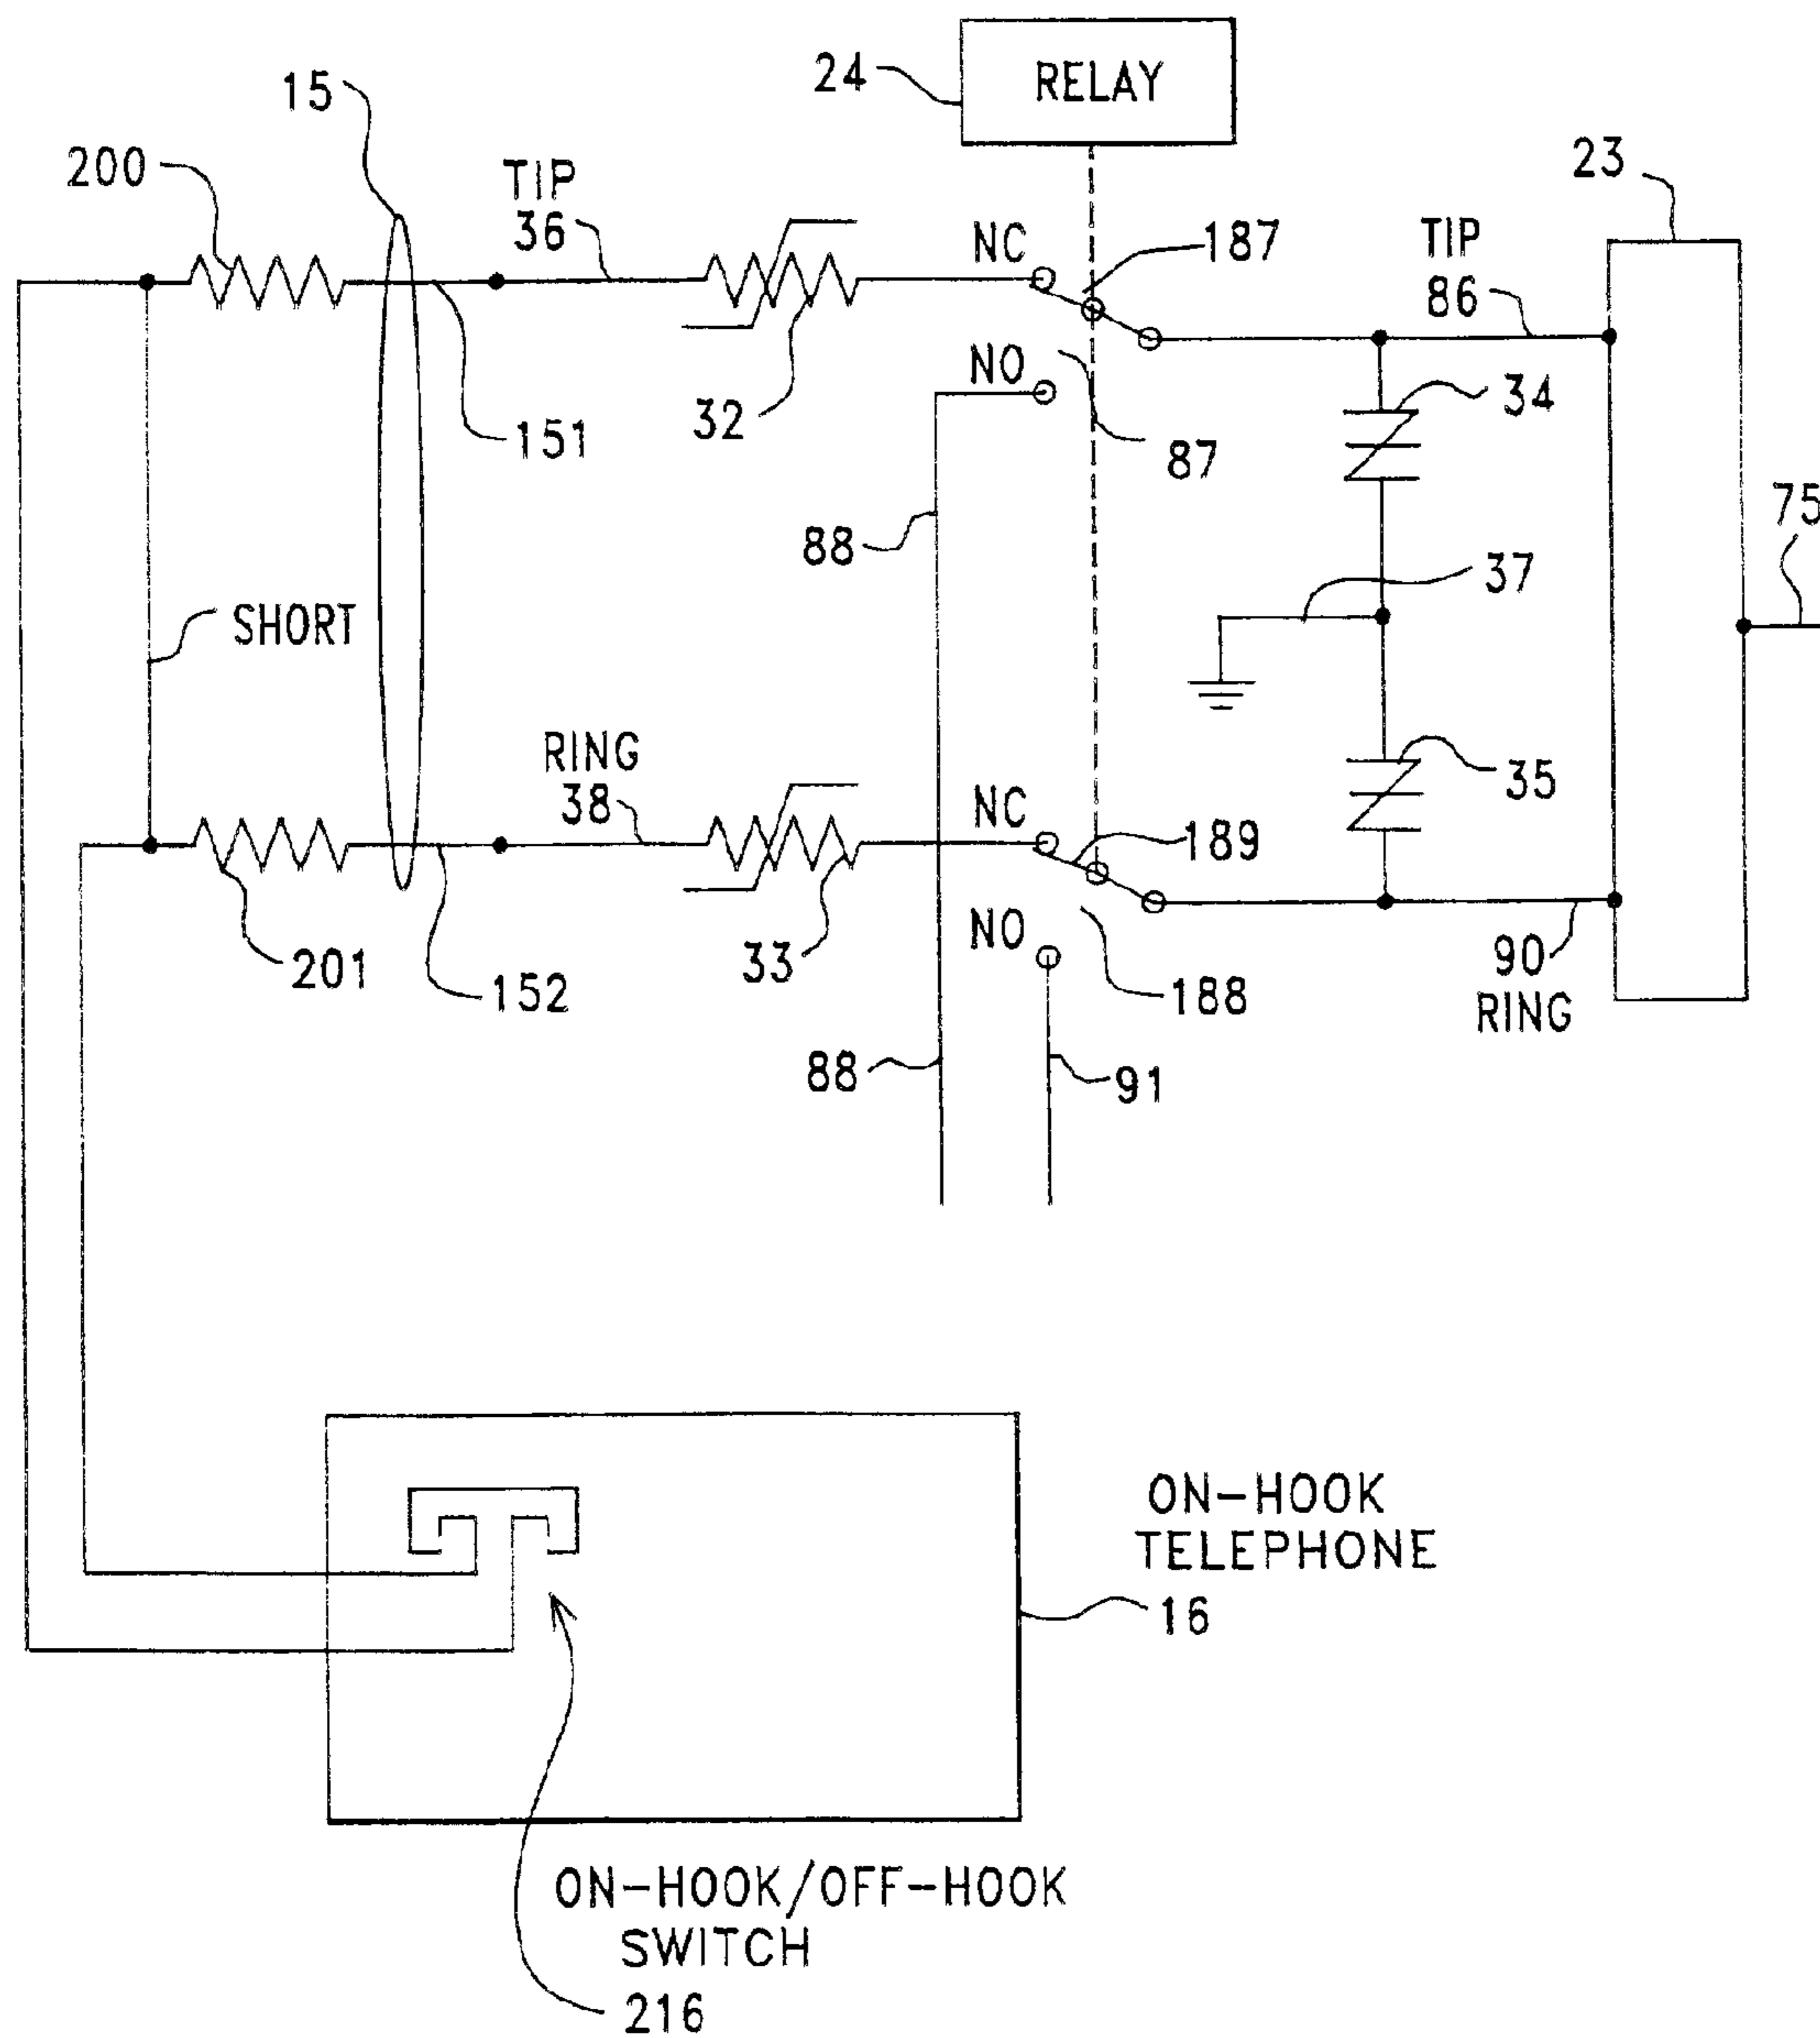 24
RELAY
15
200
TIP
36
NC
187
TIP
86
23
32
NO
151
87
34
88
37
75
SHORT
RING
38
NC
189
35
201
152
33
NO
188
90
RING
88
91
ON-HOOK
TELEPHONE
16
ON-HOOK/OFF-HOOK
SWITCH
216